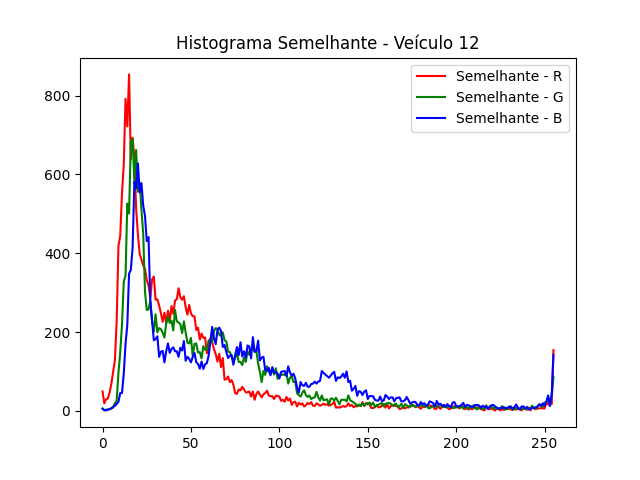 Histograma Semelhante - Veículo 12
Semelhante - R
Semelhante - G
Semelhante - B
800
600
400
200
0
0 50 100 150 200 250